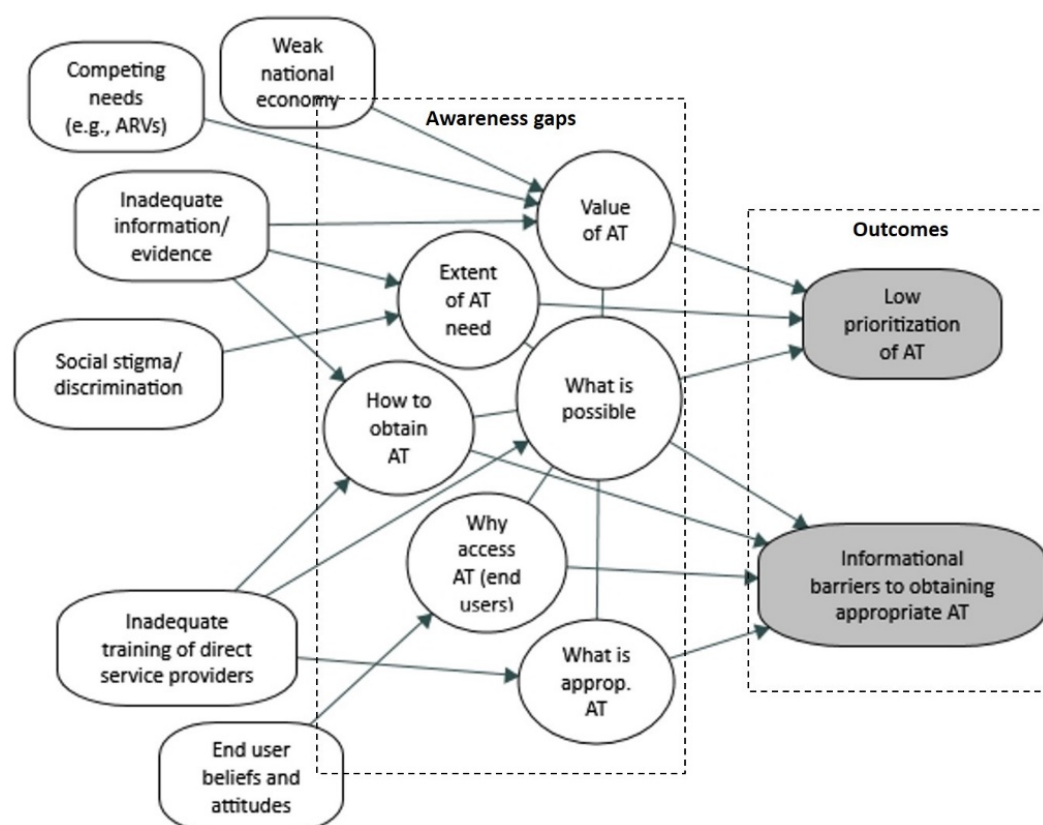 Weak
national
economy
Competing
needs
(e.g., ARVs)
Awareness gaps
Inadequate
information/
evidence
Value
of AT
Outcomes
Extent
of AT
need
Low
prioritization
of AT
Social stigma/
discrimination
How to
obtain
AT
What is
possible
Why
access
AT (end
users)
Informational
barriers to obtaining
appropriate AT
Inadequate
training of direct
service providers
What is
approp.
AT
End user
beliefs and
attitudes